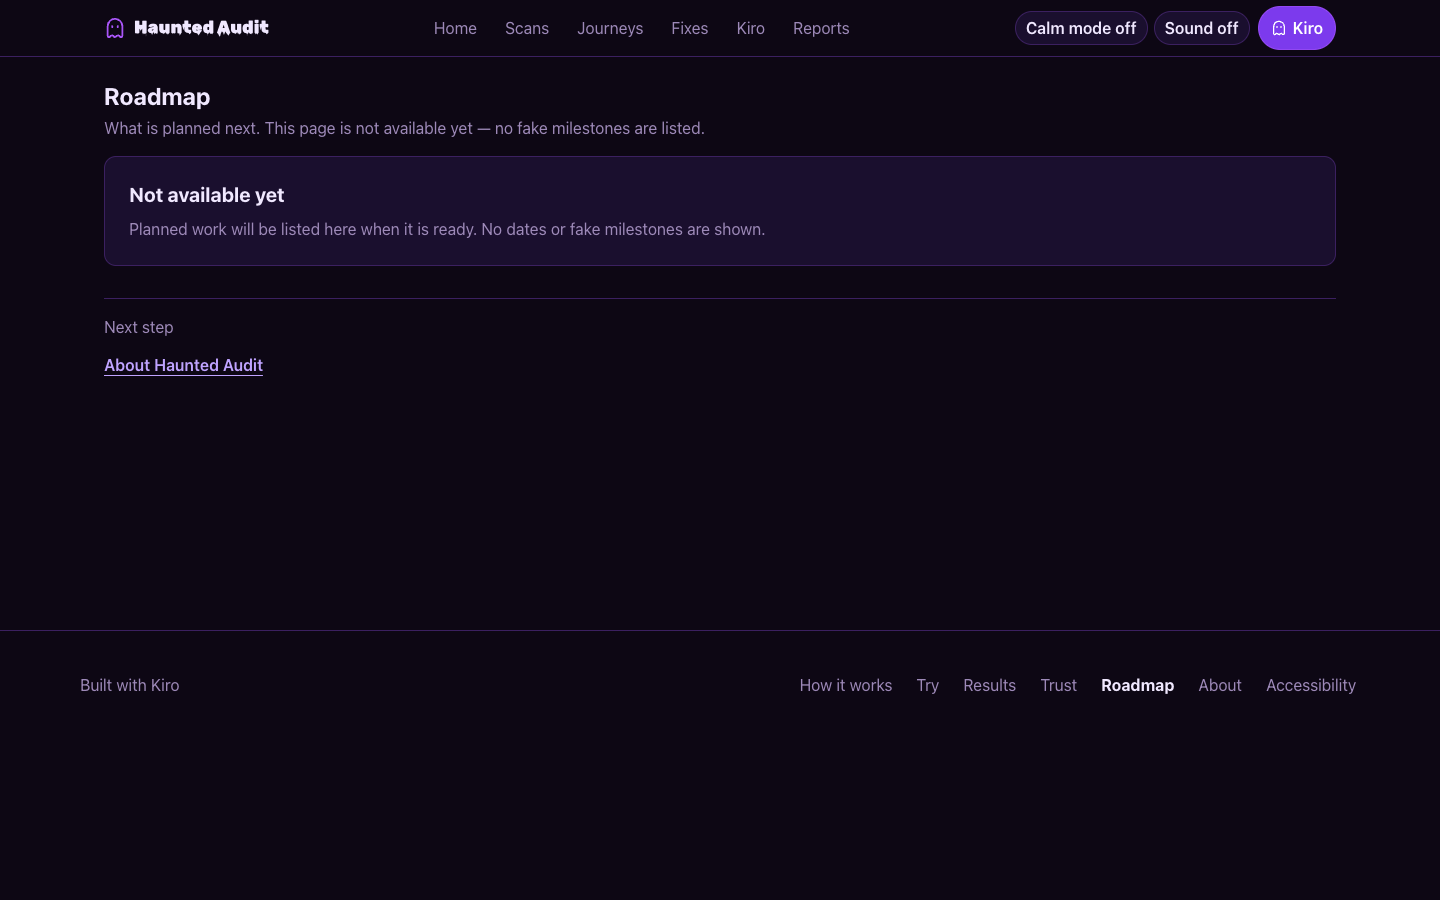 Haunted Audit
Home Scans Journeys Fixes Kiro Reports
Calm mode off Sound off Kiro
Roadmap
What is planned next. This page is not available yet — no fake milestones are listed.
Not available yet
Planned work will be listed here when it is ready. No dates or fake milestones are shown.
Next step
About Haunted Audit
Built with Kiro
How it works Try Results Trust Roadmap About Accessibility